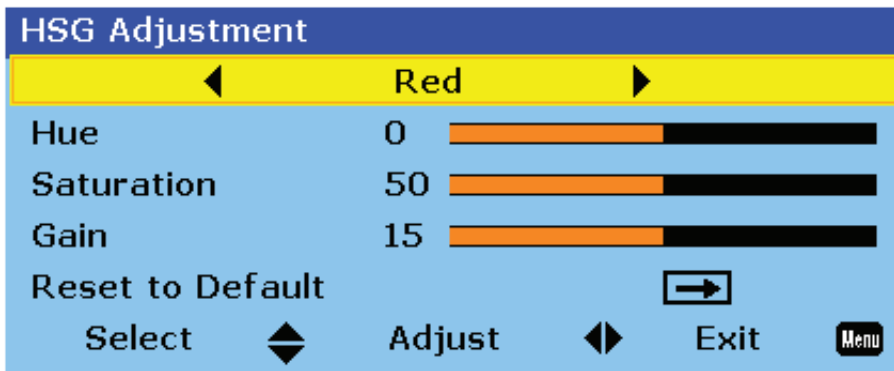 HSG Adjustment
Red
Hue 0
Saturation 50
Gain 15
Reset to Default
Select Adjust Exit Menu